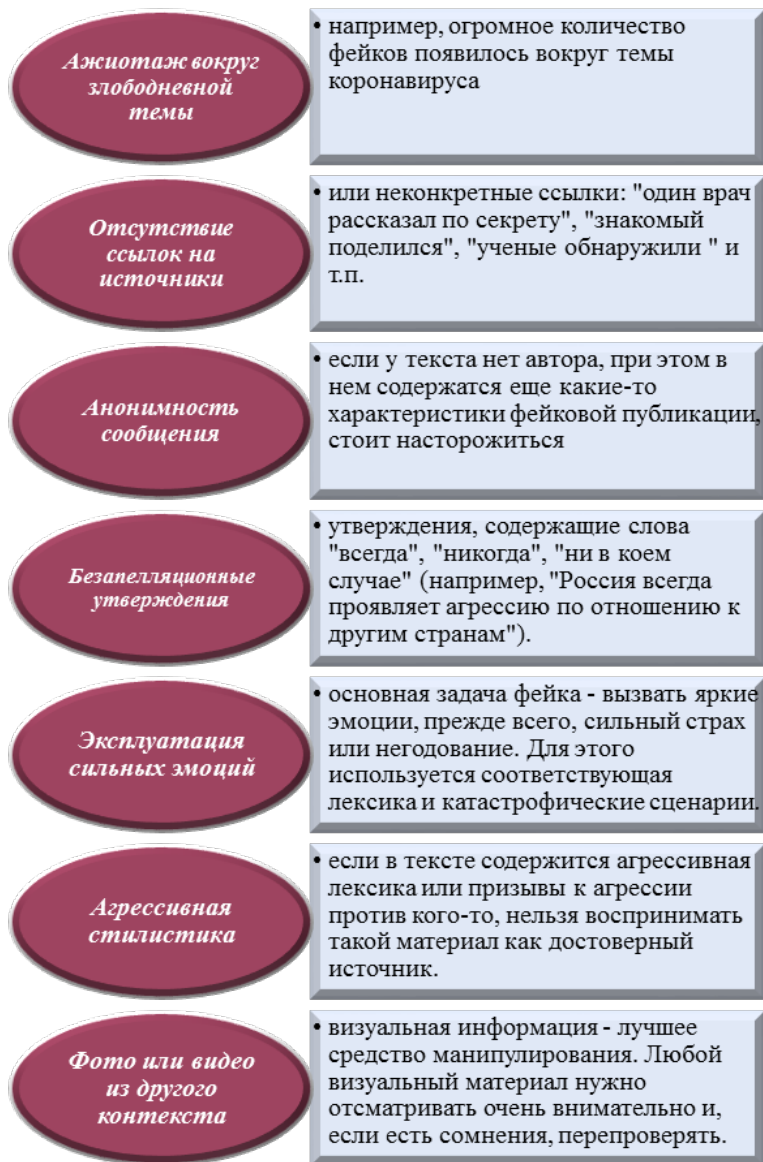 Ажиотаж вокруг
злободневной
темы
• например, огромное количество
фейков появилось вокруг темы
коронавируса
Отсутствие
ссылок на
источники
• или неконкретные ссылки: "один врач
рассказал по секрету", "знакомый
поделился", "ученые обнаружили " и
т.п.
Анонимность
сообщения
• если у текста нет автора, при этом в
нем содержатся еще какие-то
характеристики фейковой публикации,
стоит насторожиться
Безапелляционные
утверждения
• утверждения, содержащие слова
"всегда", "никогда", "ни в коем
случае" (например, "Россия всегда
проявляет агрессию по отношению к
другим странам").
Эксплуатация
сильных эмоций
• основная задача фейка - вызвать яркие
эмоции, прежде всего, сильный страх
или негодование. Для этого
используется соответствующая
лексика и катастрофические сценарии.
Агрессивная
стилистика
• если в тексте содержится агрессивная
лексика или призывы к агрессии
против кого-то, нельзя воспринимать
такой материал как достоверный
источник.
Фото или видео
из другого
контекста
• визуальная информация - лучшее
средство манипулирования. Любой
визуальный материал нужно
отсматривать очень внимательно и,
если есть сомнения, перепроверять.